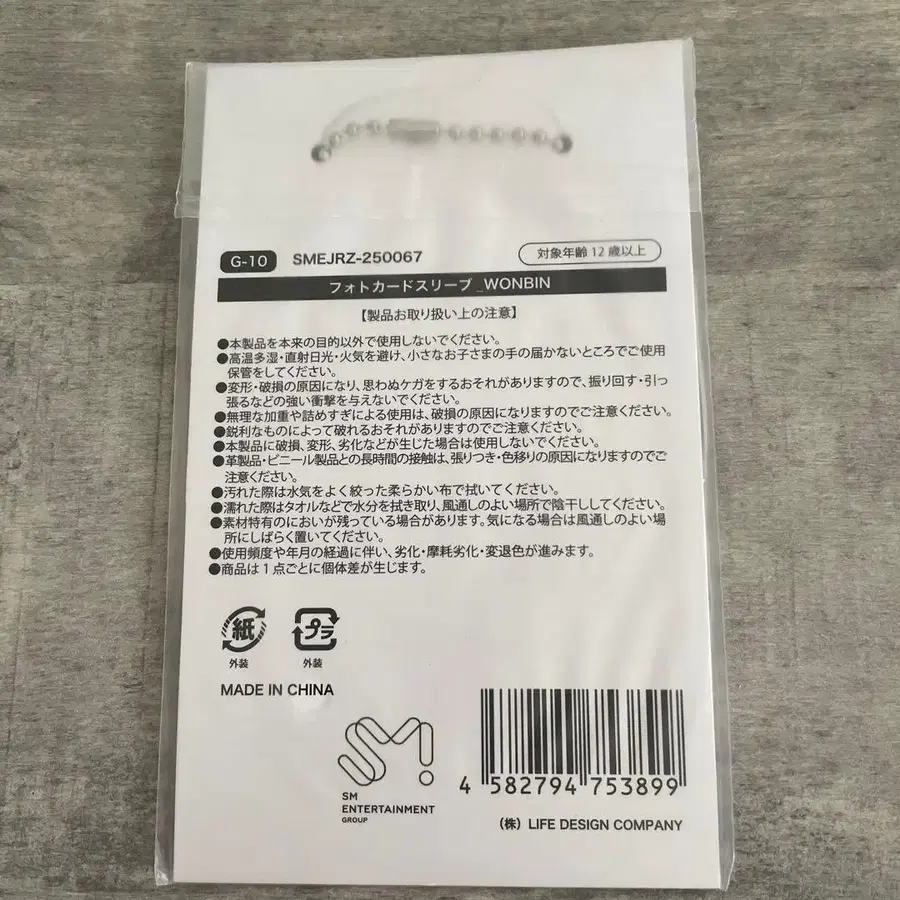 G-10 SMEJRZ-250067 対象年齢12歳以上
フォトカードスリーブ_WONBIN
【製品お取り扱い上の注意】
●本製品を本来の目的以外で使用しないでください。
●高温多湿・直射日光・火気を避け、小さなお子さまの手の届かないところでご使用
保管をしてください。
●変形・破損の原因になり、思わぬケガをするおそれがありますので、振り回す・引っ
張るなどの強い衝撃を与えないでください。
●無理な加重や詰めすぎによる使用は、破損の原因になりますのでご注意ください。
●鋭利なものによって破れるおそれがありますのでご注意ください。
●本製品に破損、変形、劣化などが生じた場合は使用しないでください。
●革製品・ビニール製品との長時間の接触は、張りつき・色移りの原因になりますのでご
注意ください。
●汚れた際は水気をよく絞った柔らかい布で拭いてください。
●濡れた際はタオルなどで水分を拭き取り、風通しのよい場所で陰干ししてください。
●素材特有のにおいが残っている場合があります。気になる場合は風通しのよい場
所にしばらく置いてください。
●使用頻度や年月の経過に伴い、劣化・摩耗劣化・変退色が進みます。
●商品は1点ごとに個体差が生じます。
紙 プラ
外装 外装
MADE IN CHINA
SM
SM
ENTERTAINMENT
GROUP
4 582794 753899
(株) LIFE DESIGN COMPANY